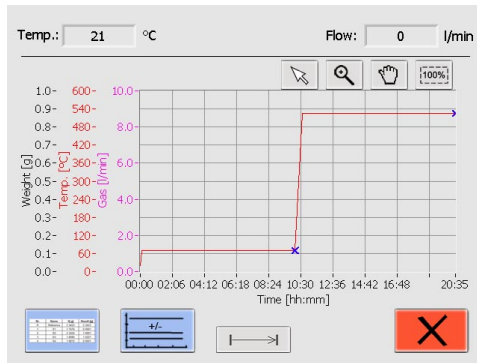 Temp.: 21 °C Flow: 0 l/min
100%
Weight [g] Temp. [°C] Gas [l/min]
1.0 600 10.0
0.9 540
0.8 480 8.0
0.7 420
0.6 360 6.0
0.5 300
0.4 240 4.0
0.3 180
0.2 120 2.0
0.1 60
0.0 0 0.0
00:00 02:06 04:12 06:18 08:24 10:30 12:36 14:42 16:48 20:35
Time [hh:mm]
+/-